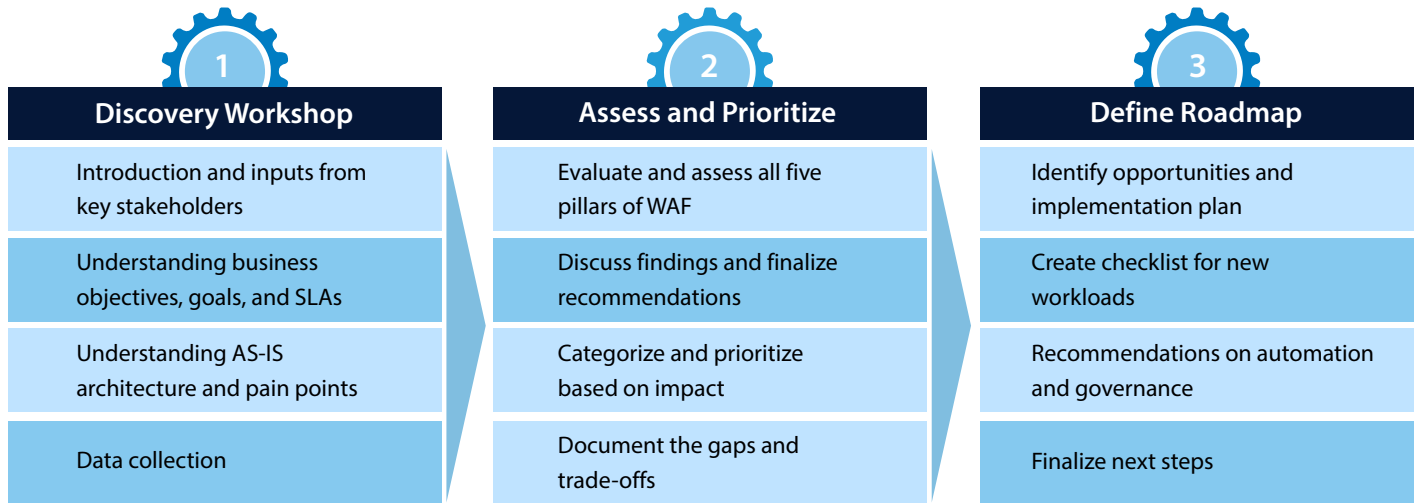 1
Discovery Workshop
Introduction and inputs from
key stakeholders
Understanding business
objectives, goals, and SLAs
Understanding AS-IS
architecture and pain points
Data collection
2
Assess and Prioritize
Evaluate and assess all five
pillars of WAF
Discuss findings and finalize
recommendations
Categorize and prioritize
based on impact
Document the gaps and
trade-offs
3
Define Roadmap
Identify opportunities and
implementation plan
Create checklist for new
workloads
Recommendations on automation
and governance
Finalize next steps